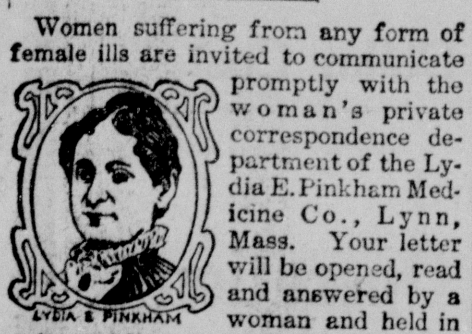 Women suffering from any form of
female ills are invited to communicate
promptly with the
woman's private
correspondence de-
partment of the Ly-
dia E. Pinkham Med-
icine Co., Lynn,
Mass. Your letter
will be opened, read
and answered by a
woman and held in
LYDIA E PINKHAM